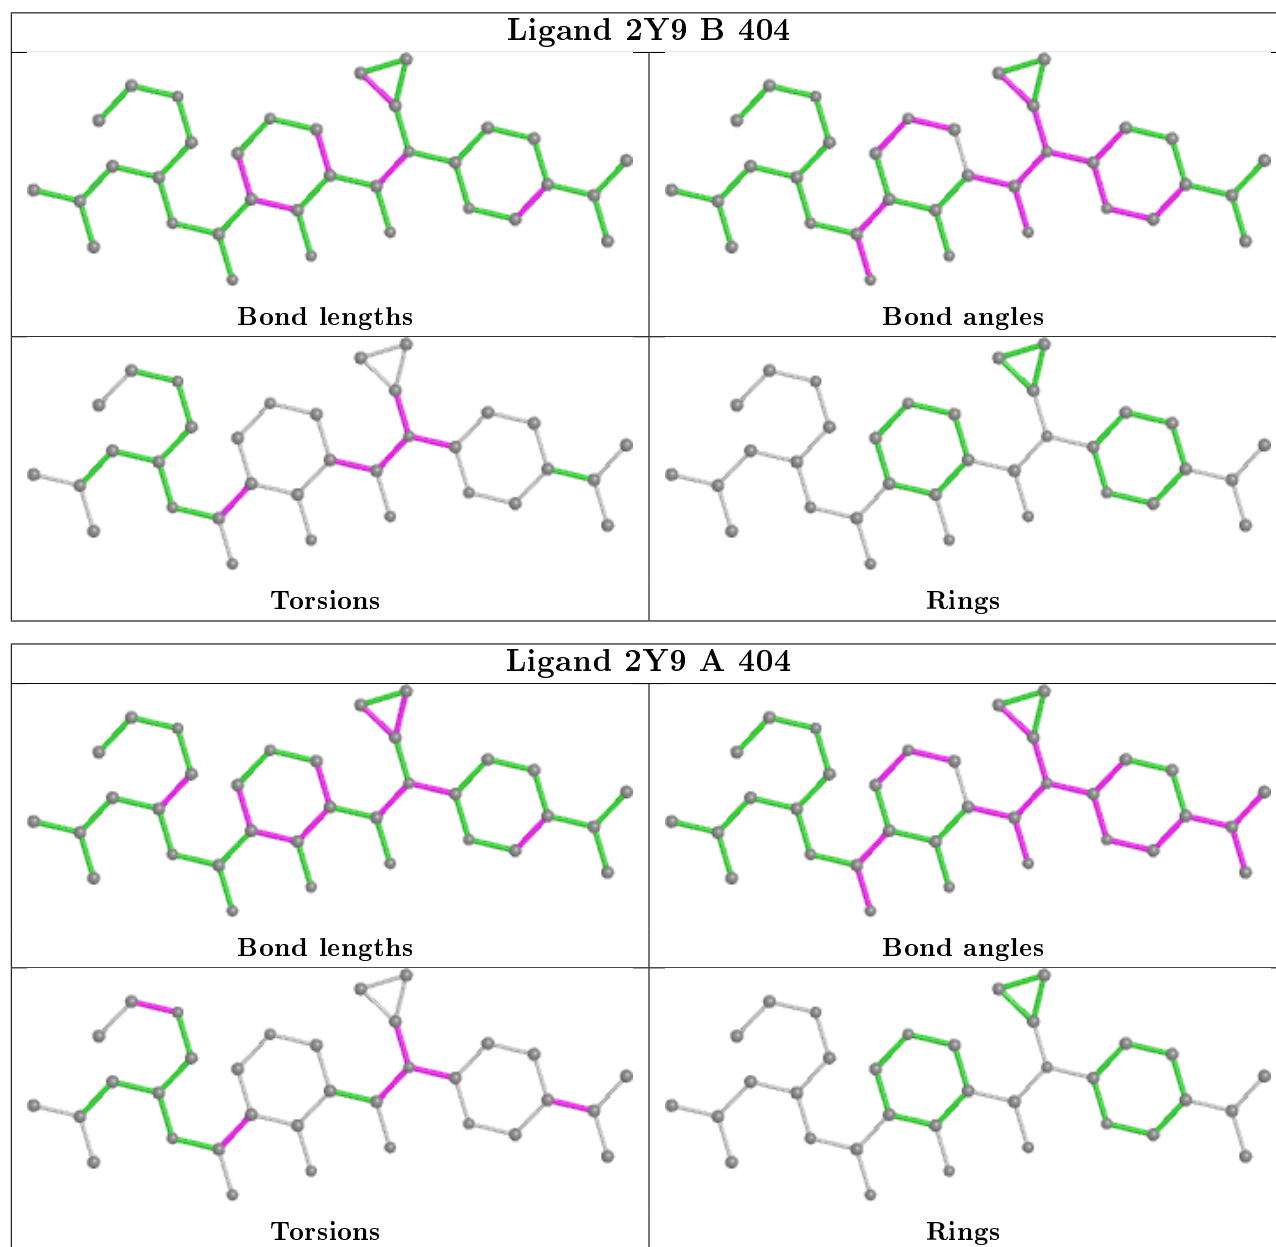 Ligand 2Y9 B 404
Bond lengths
Bond angles
Torsions
Rings
Ligand 2Y9 A 404
Bond lengths
Bond angles
Torsions
Rings